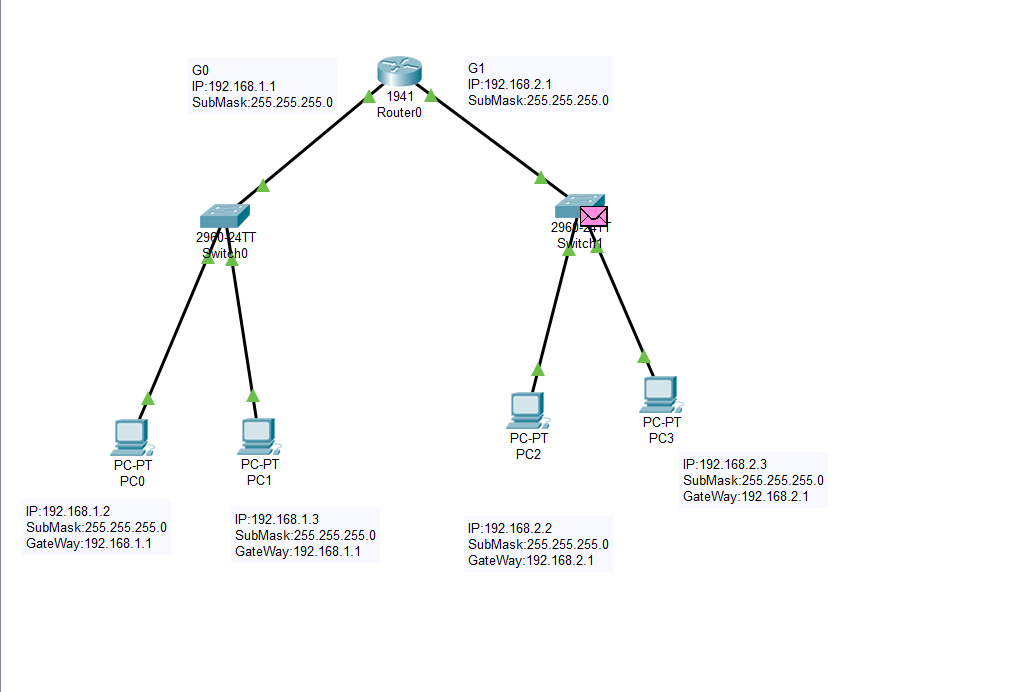 G0
IP:192.168.1.1
SubMask:255.255.255.0
G1
IP:192.168.2.1
SubMask:255.255.255.0
1941
Router0
2960-24TT
Switch0
2960-24TT
Switch1
PC-PT
PC0
PC-PT
PC1
PC-PT
PC2
PC-PT
PC3
IP:192.168.1.2
SubMask:255.255.255.0
GateWay:192.168.1.1
IP:192.168.1.3
SubMask:255.255.255.0
GateWay:192.168.1.1
IP:192.168.2.2
SubMask:255.255.255.0
GateWay:192.168.2.1
IP:192.168.2.3
SubMask:255.255.255.0
GateWay:192.168.2.1